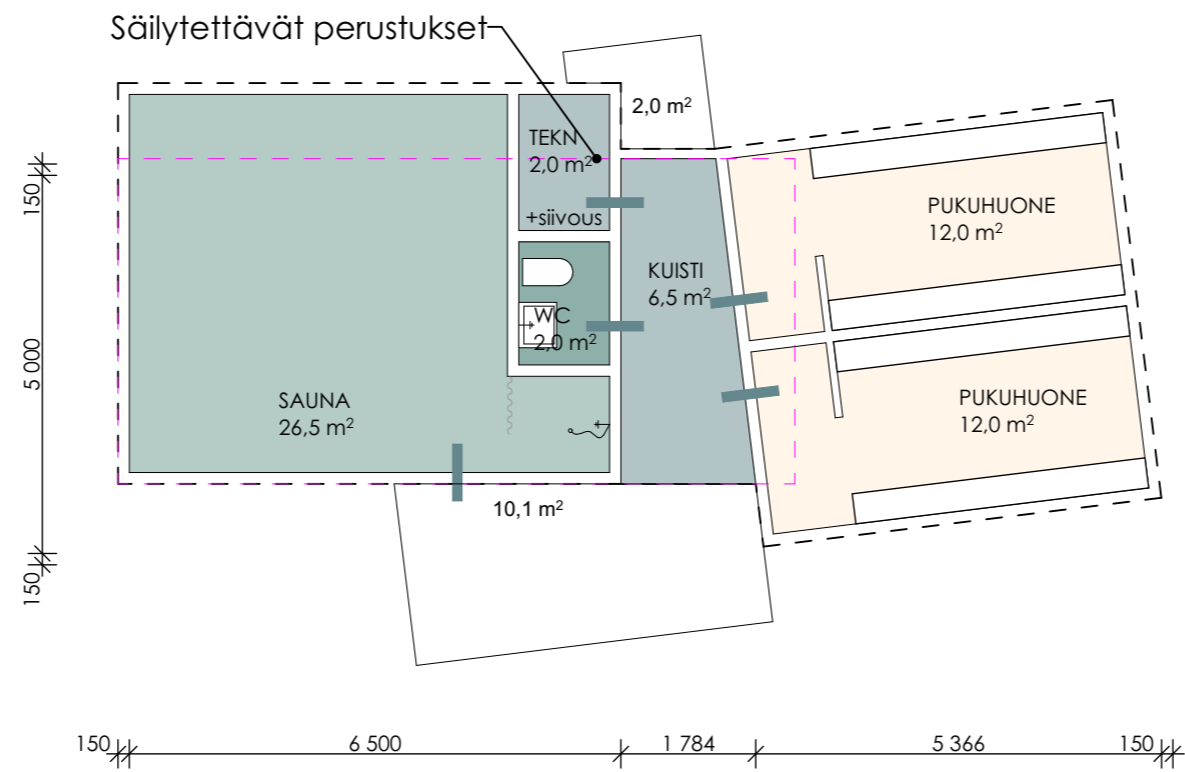 Säilytettävät perustukset
2,0 m²
TEKN
2,0 m²
+siivous
PUKUHUONE
12,0 m²
KUISTI
6,5 m²
WC
2,0 m²
SAUNA
26,5 m²
PUKUHUONE
12,0 m²
10,1 m²
150
5 000
150
150
6 500
1 784
5 366
150